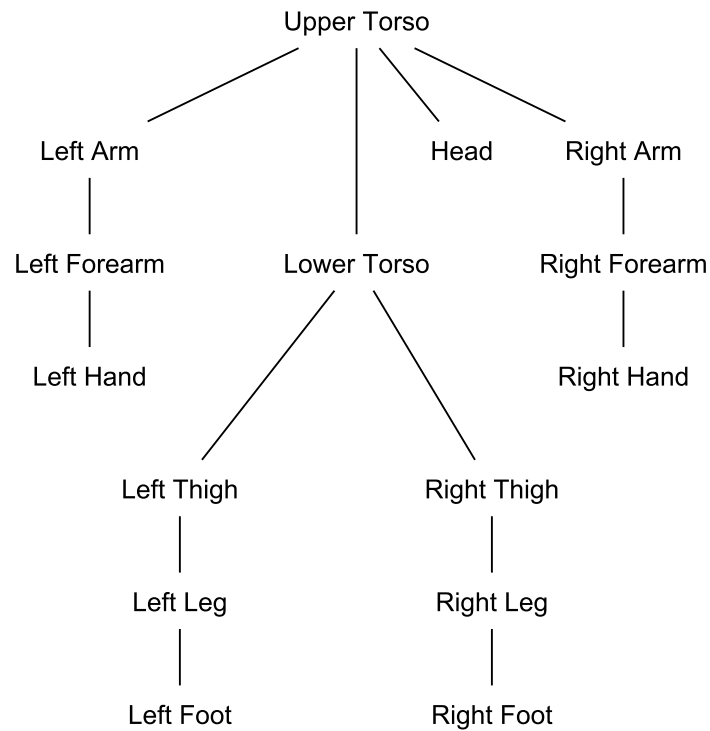 Upper Torso
Left Arm
Head
Right Arm
Left Forearm
Lower Torso
Right Forearm
Left Hand
Right Hand
Left Thigh
Right Thigh
Left Leg
Right Leg
Left Foot
Right Foot